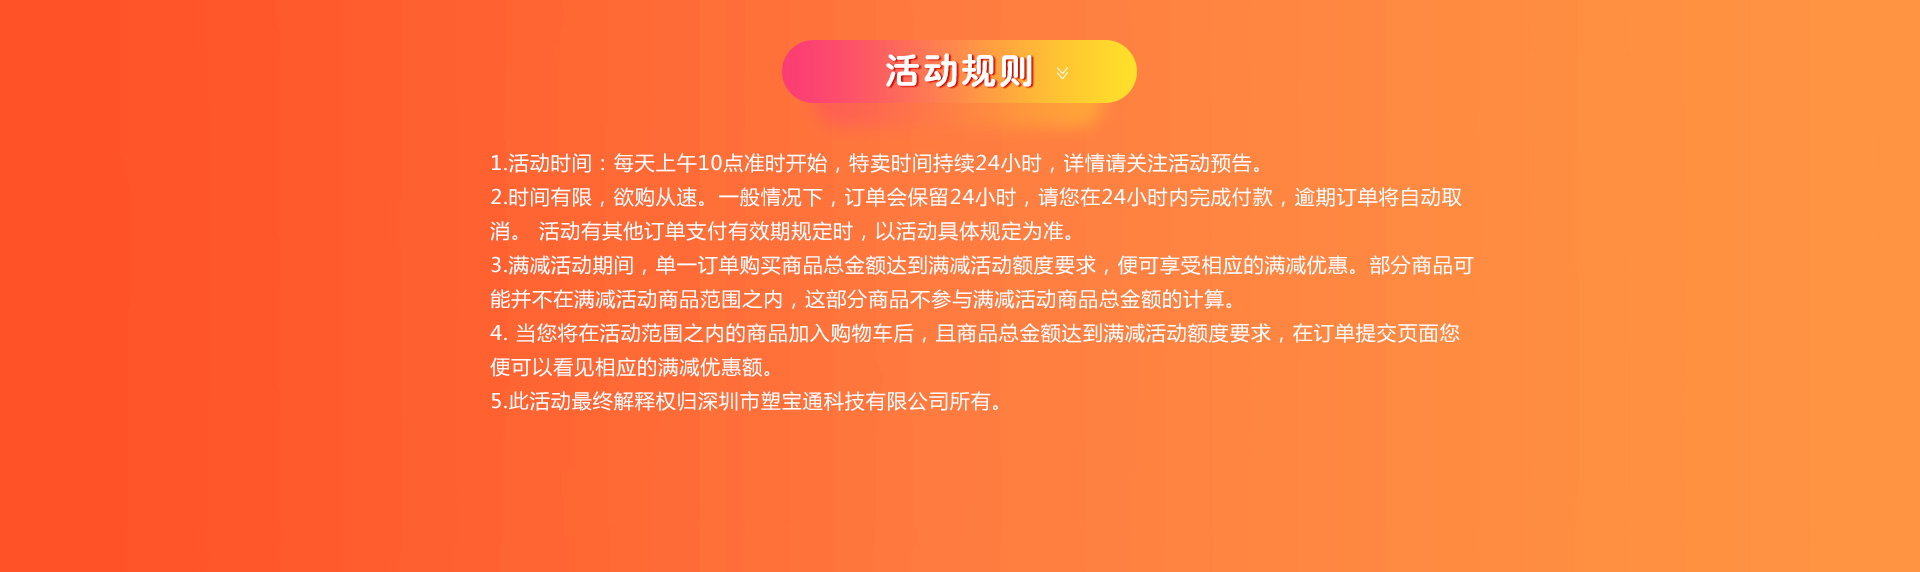 活动规则
1.活动时间：每天上午10点准时开始，特卖时间持续24小时，详情请关注活动预告。
2.时间有限，欲购从速。一般情况下，订单会保留24小时，请您在24小时内完成付款，逾期订单将自动取
消。 活动有其他订单支付有效期规定时，以活动具体规定为准。
3.满减活动期间，单一订单购买商品总金额达到满减活动额度要求，便可享受相应的满减优惠。部分商品可
能并不在满减活动商品范围之内，这部分商品不参与满减活动商品总金额的计算。
4. 当您将在活动范围之内的商品加入购物车后，且商品总金额达到满减活动额度要求，在订单提交页面您
便可以看见相应的满减优惠额。
5.此活动最终解释权归深圳市塑宝通科技有限公司所有。